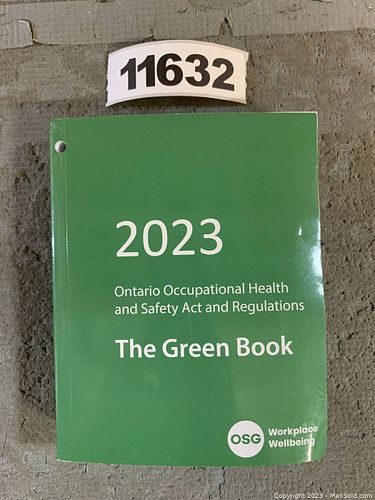 11632
2023
Ontario Occupational Health
and Safety Act and Regulations
The Green Book
OSG
Workplace
Wellbeing
Copyright 2023 - MaxSold.com